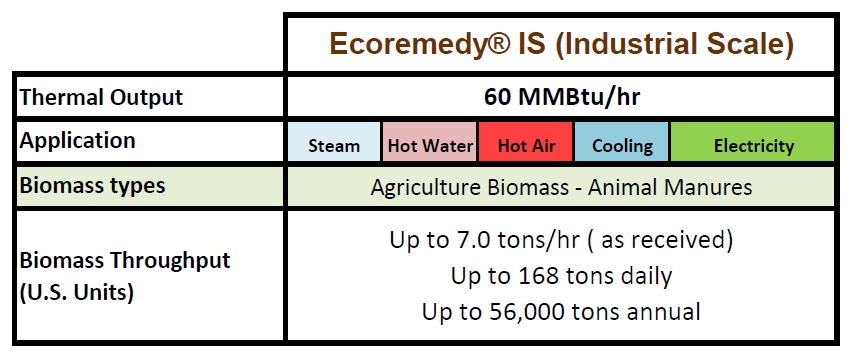 Ecoremedy® IS (Industrial Scale)
Thermal Output 60 MMBtu/hr
Application Steam Hot Water Hot Air Cooling Electricity
Biomass types Agriculture Biomass - Animal Manures
Biomass Throughput
(U.S. Units)
Up to 7.0 tons/hr ( as received)
Up to 168 tons daily
Up to 56,000 tons annual